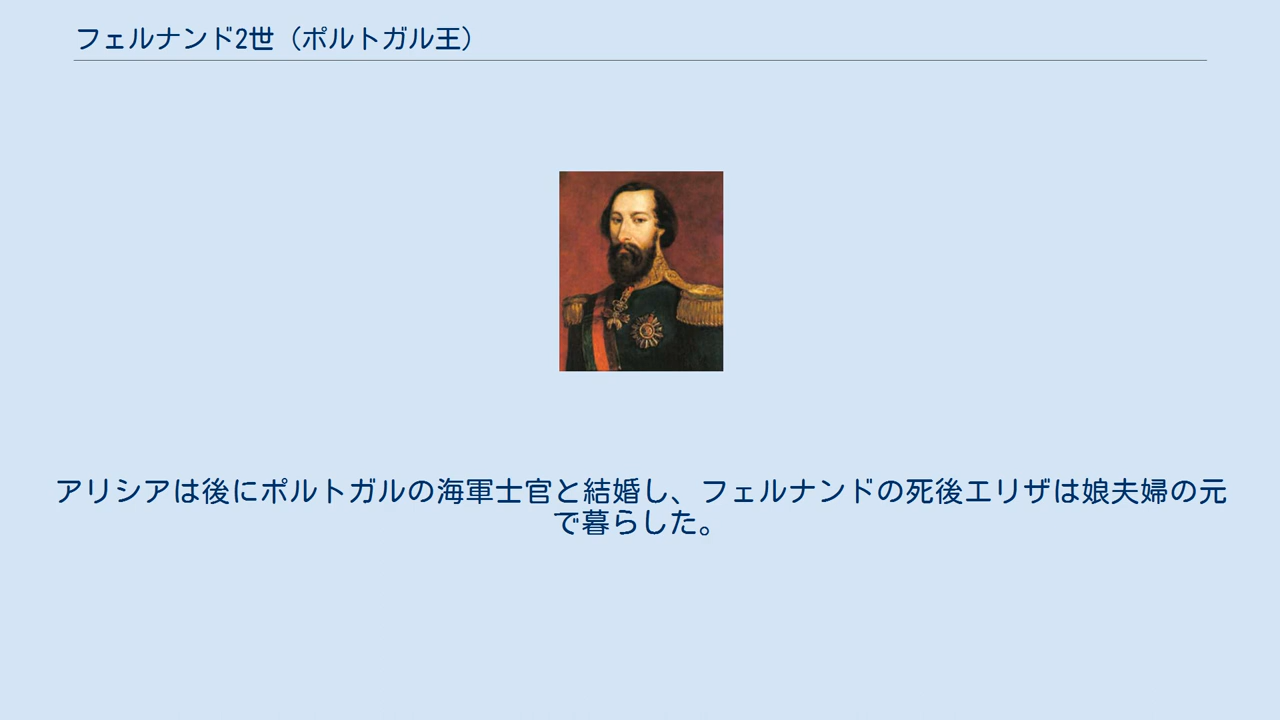 フェルナンド2世（ポルトガル王）
アリシアは後にポルトガルの海軍士官と結婚し、フェルナンドの死後エリザは娘夫婦の元
で暮らした。